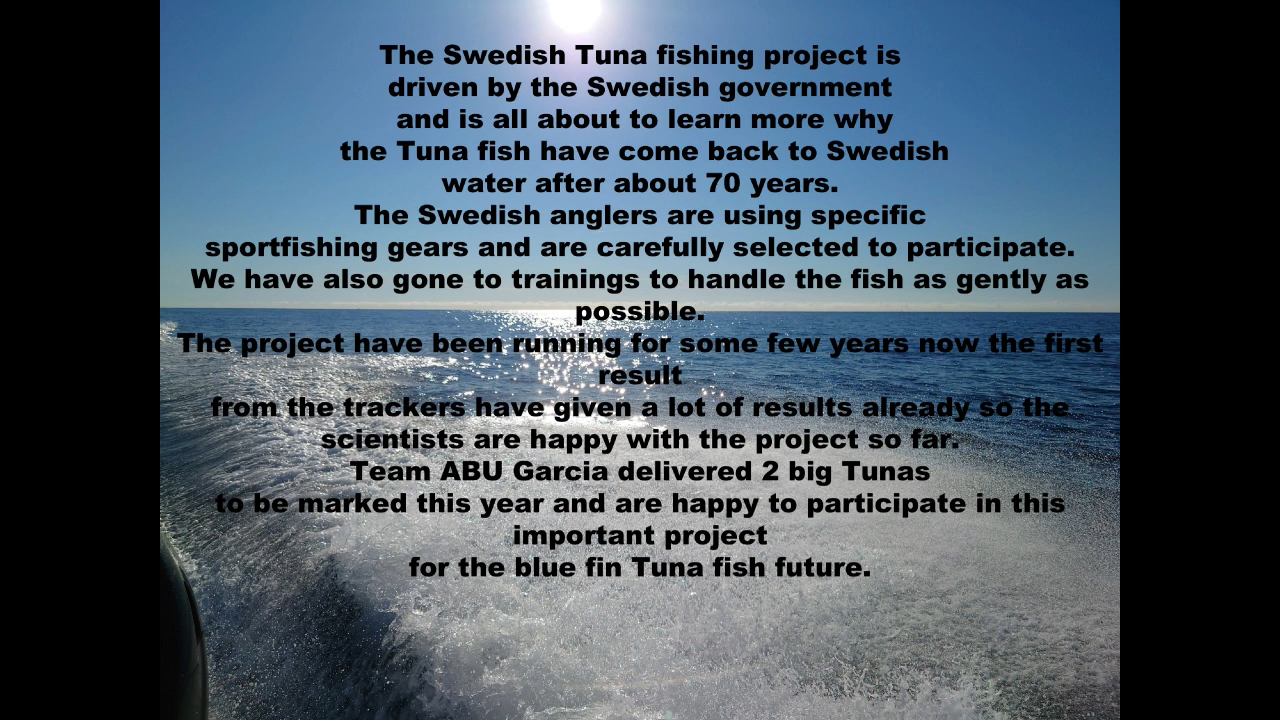 The Swedish Tuna fishing project is
driven by the Swedish government
and is all about to learn more why
the Tuna fish have come back to Swedish
water after about 70 years.
The Swedish anglers are using specific
sportfishing gears and are carefully selected to participate.
We have also gone to trainings to handle the fish as gently as
possible.
The project have been running for some few years now the first
result
from the trackers have given a lot of results already so the
scientists are happy with the project so far.
Team ABU Garcia delivered 2 big Tunas
to be marked this year and are happy to participate in this
important project
for the blue fin Tuna fish future.